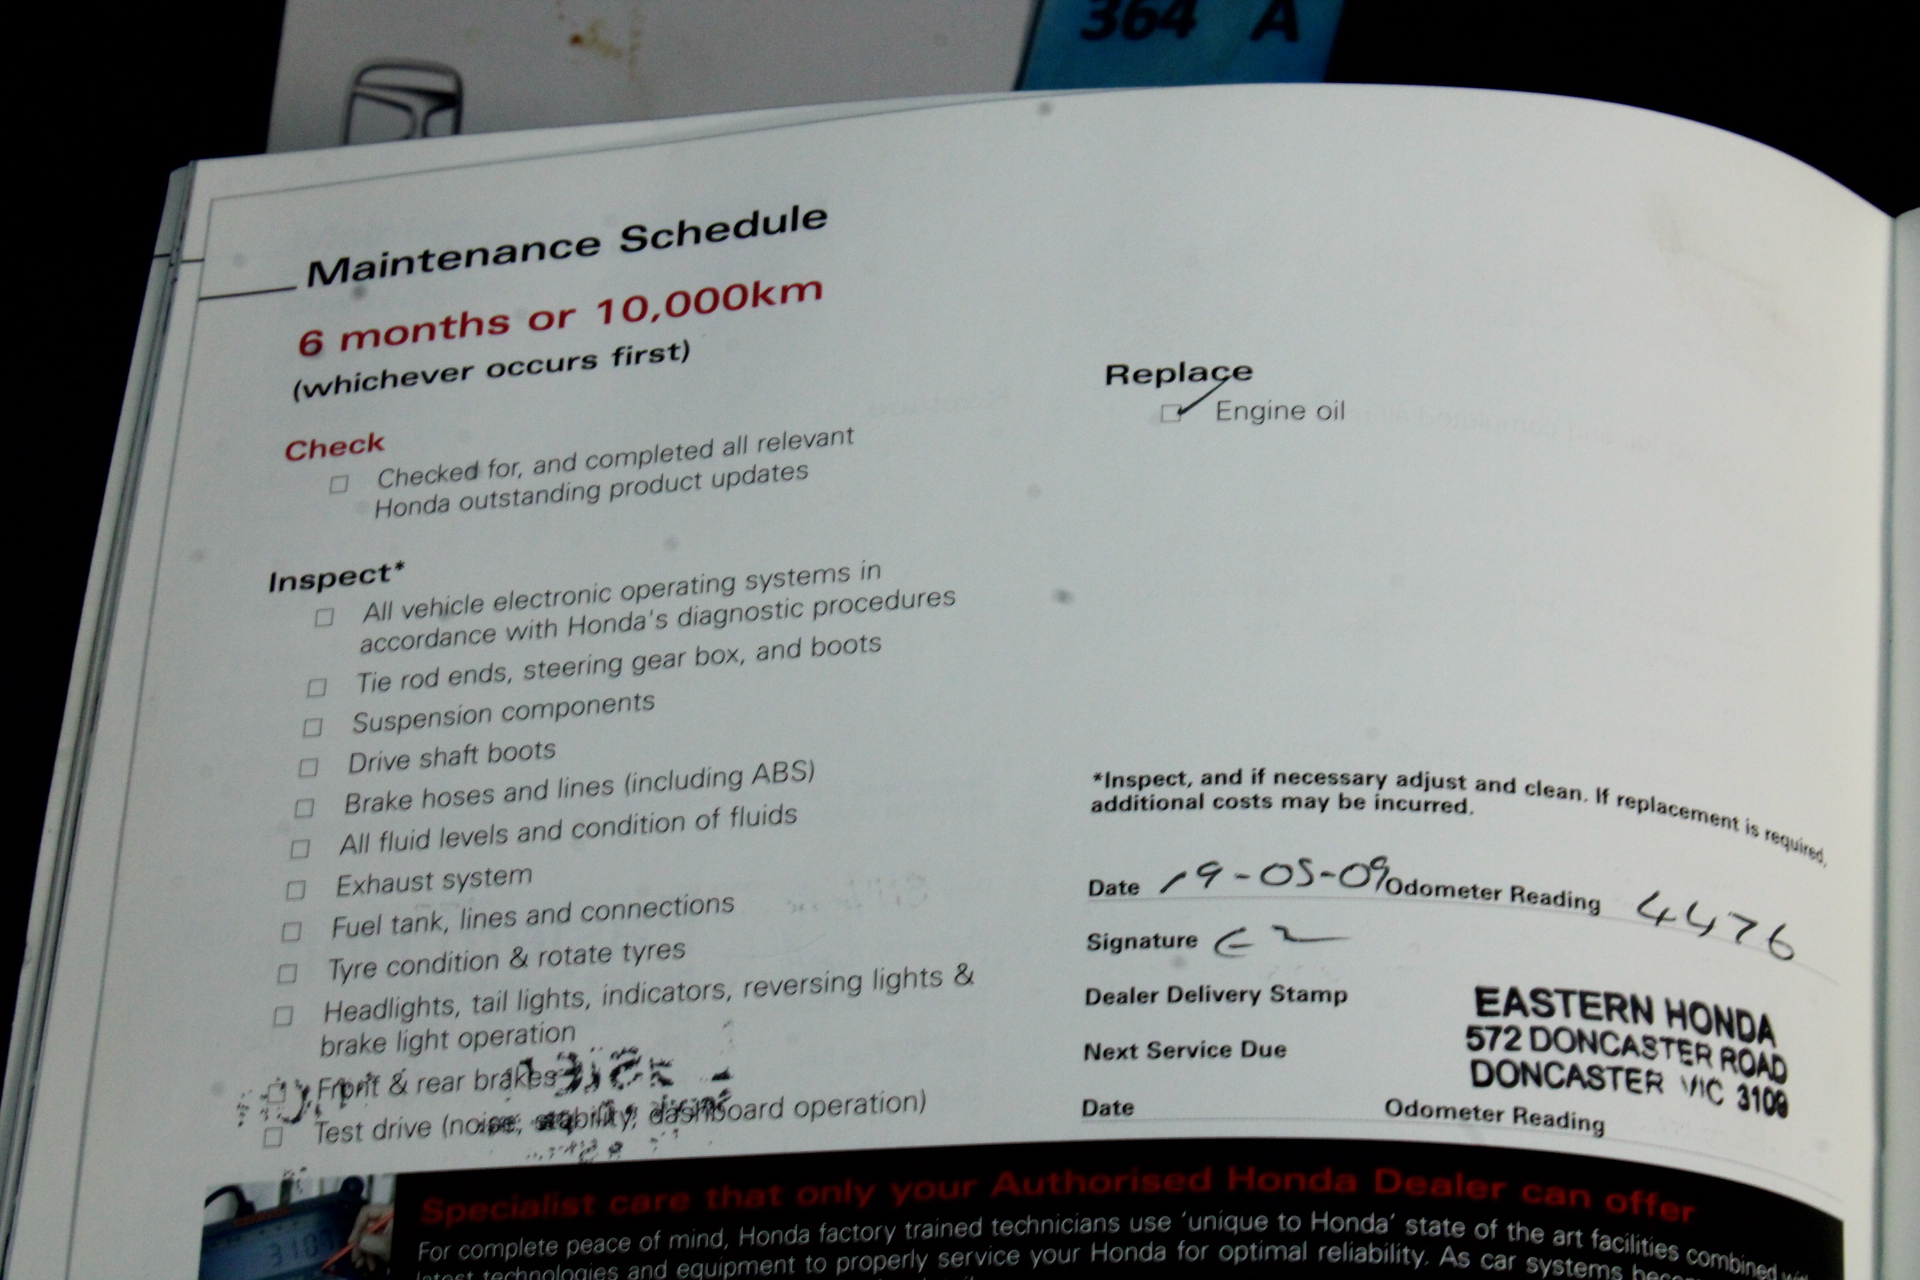 364 A
Maintenance Schedule
6 months or 10,000km
(whichever occurs first)
Check
Checked for, and completed all relevant
Honda outstanding product updates
Inspect*
All vehicle electronic operating systems in
accordance with Honda's diagnostic procedures
Tie rod ends, steering gear box, and boots
Suspension components
Drive shaft boots
Brake hoses and lines (including ABS)
All fluid levels and condition of fluids
Exhaust system
Fuel tank, lines and connections
Tyre condition & rotate tyres
Headlights, tail lights, indicators, reversing lights &
brake light operation
Front & rear brakes
Test drive (noise, stability, dashboard operation)
Replace
Engine oil
*Inspect, and if necessary adjust and clean. If replacement is required,
additional costs may be incurred.
Date 19-05-09 Odometer Reading 4476
Signature
Dealer Delivery Stamp
EASTERN HONDA
572 DONCASTER ROAD
DONCASTER VIC 3109
Next Service Due
Date Odometer Reading
Specialist care that only your Authorised Honda Dealer can offer
For complete peace of mind, Honda factory trained technicians use 'unique to Honda' state of the art facilities combined
latest technologies and equipment to properly service your Honda for optimal reliability. As car systems